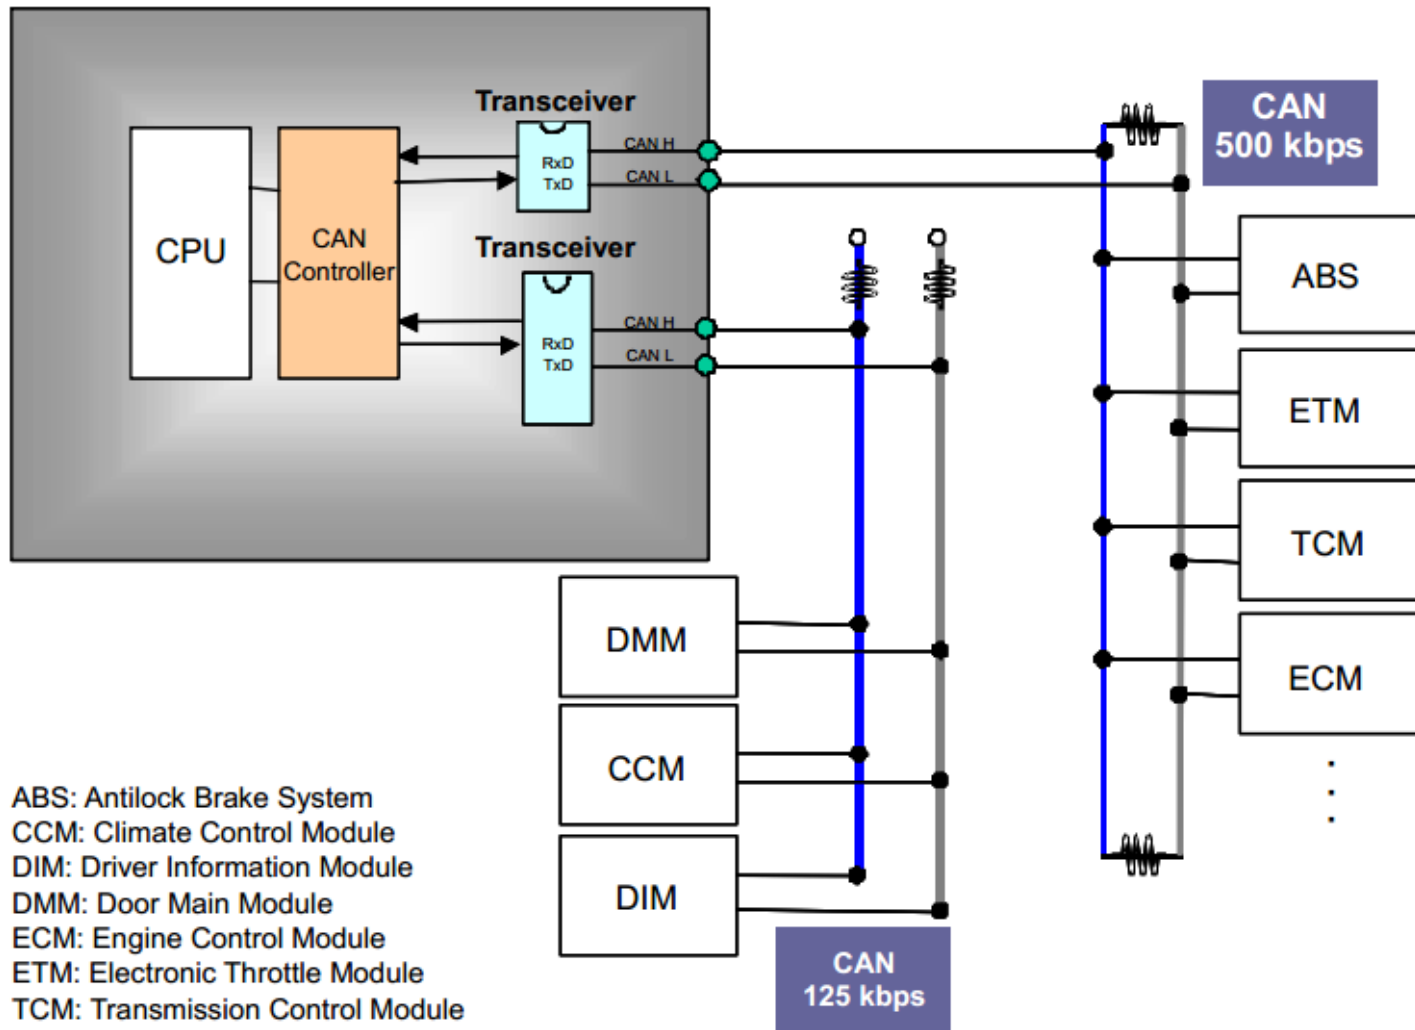 Transceiver
CAN H
CAN L
RxD
TxD
CPU
CAN
Controller
Transceiver
CAN H
CAN L
RxD
TxD
CAN
500 kbps
ABS
ETM
TCM
ECM
DMM
CCM
DIM
CAN
125 kbps
ABS: Antilock Brake System
CCM: Climate Control Module
DIM: Driver Information Module
DMM: Door Main Module
ECM: Engine Control Module
ETM: Electronic Throttle Module
TCM: Transmission Control Module